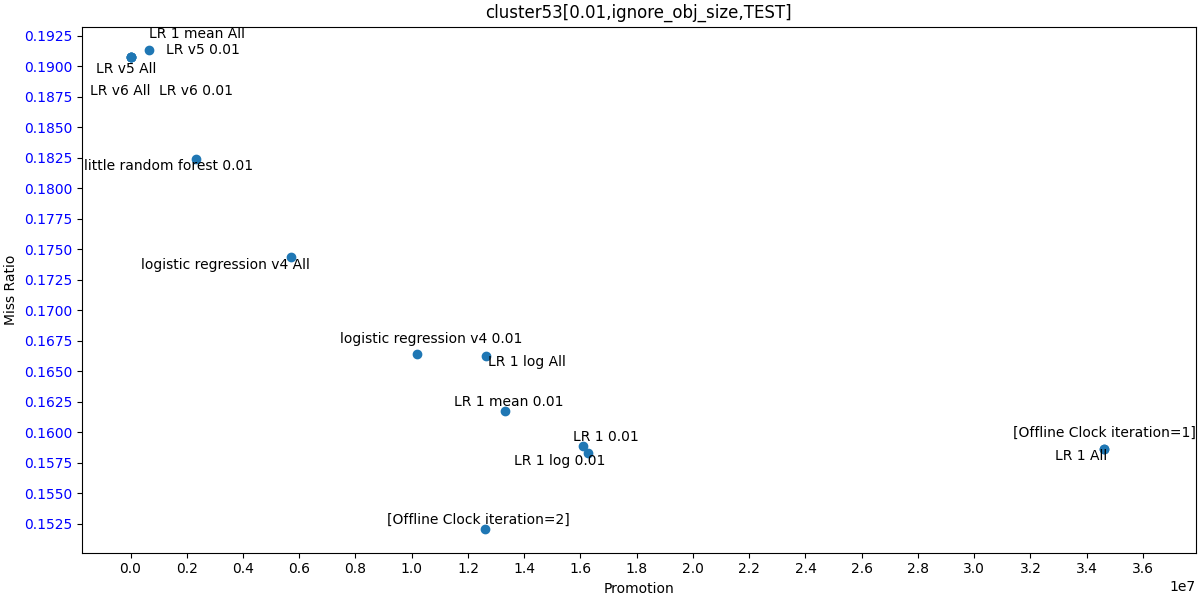 cluster53[0.01,ignore_obj_size,TEST]
LR 1 mean All
LR v5 0.01
LR v5 All
LR v6 All
LR v6 0.01
little random forest 0.01
logistic regression v4 All
logistic regression v4 0.01
LR 1 log All
LR 1 mean 0.01
LR 1 0.01
LR 1 log 0.01
[Offline Clock iteration=1]
LR 1 All
[Offline Clock iteration=2]
Miss Ratio
0.1925
0.1900
0.1875
0.1850
0.1825
0.1800
0.1775
0.1750
0.1725
0.1700
0.1675
0.1650
0.1625
0.1600
0.1575
0.1550
0.1525
0.0 0.2 0.4 0.6 0.8 1.0 1.2 1.4 1.6 1.8 2.0 2.2 2.4 2.6 2.8 3.0 3.2 3.4 3.6
1e7
Promotion